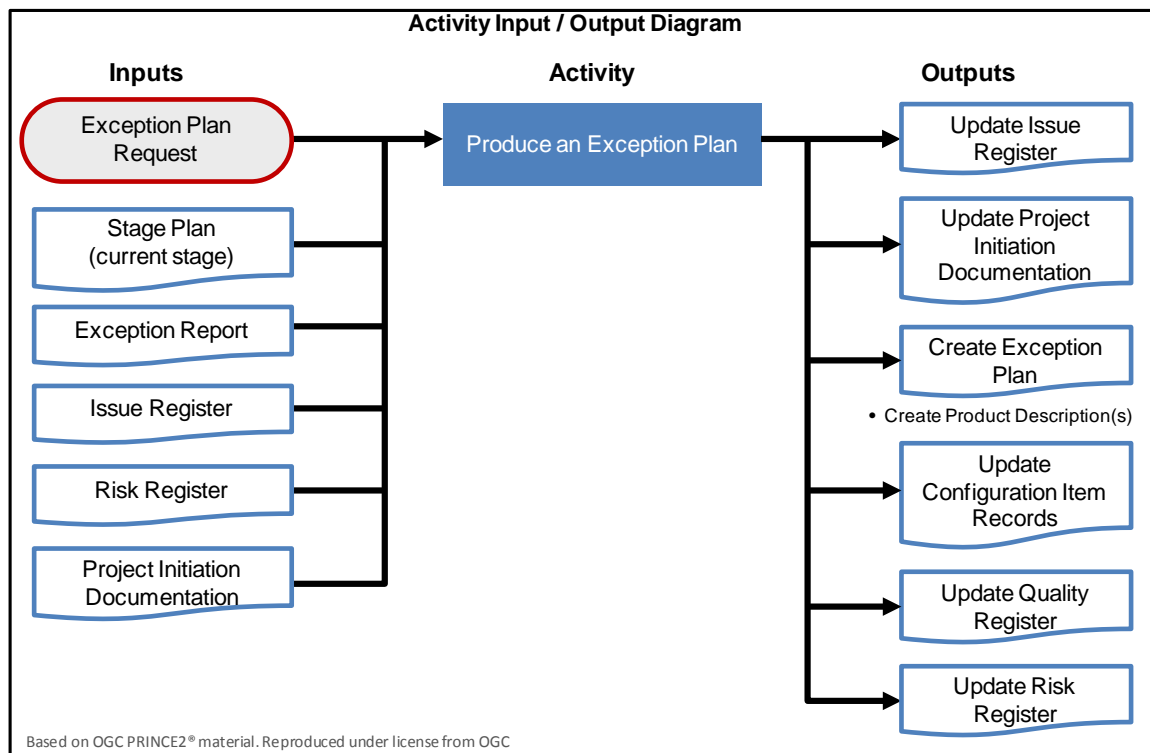 Activity Input / Output Diagram
Inputs
Activity
Outputs
Exception Plan
Request
Stage Plan
(current stage)
Exception Report
Issue Register
Risk Register
Project Initiation
Documentation
Produce an Exception Plan
Update Issue
Register
Update Project
Initiation
Documentation
Create Exception
Plan
• Create Product Description(s)
Update
Configuration Item
Records
Update Quality
Register
Update Risk
Register
Based on OGC PRINCE2® material. Reproduced under license from OGC